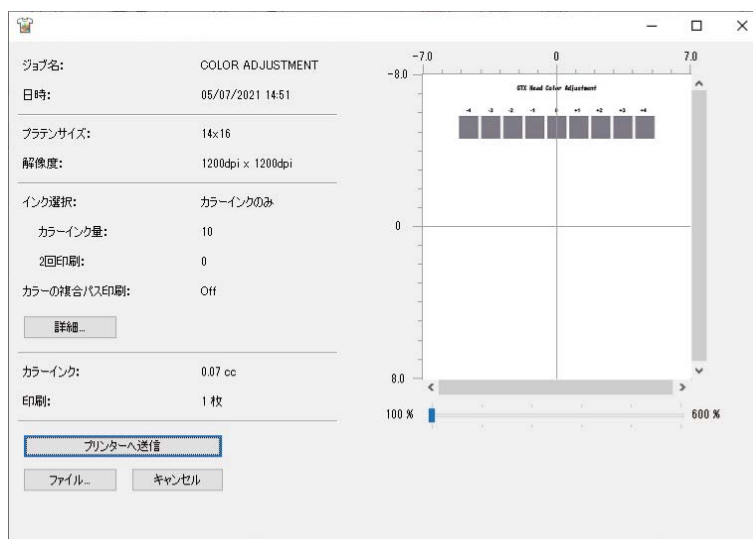 ジョブ名: COLOR ADJUSTMENT
日時: 05/07/2021 14:51
プラテンサイズ: 14×16
解像度: 1200dpi × 1200dpi
インク選択: カラーインクのみ
カラーインク量: 10
2回印刷: 0
カラーの複合パス印刷: Off
詳細...
カラーインク: 0.07 cc
印刷: 1 枚
プリンターへ送信
ファイル... キャンセル
-7.0 0 7.0
-8.0
GTX Head Color Adjustment
-4 -3 -2 -1 0 +1 +2 +3 +4
0
8.0
100 % 600 %